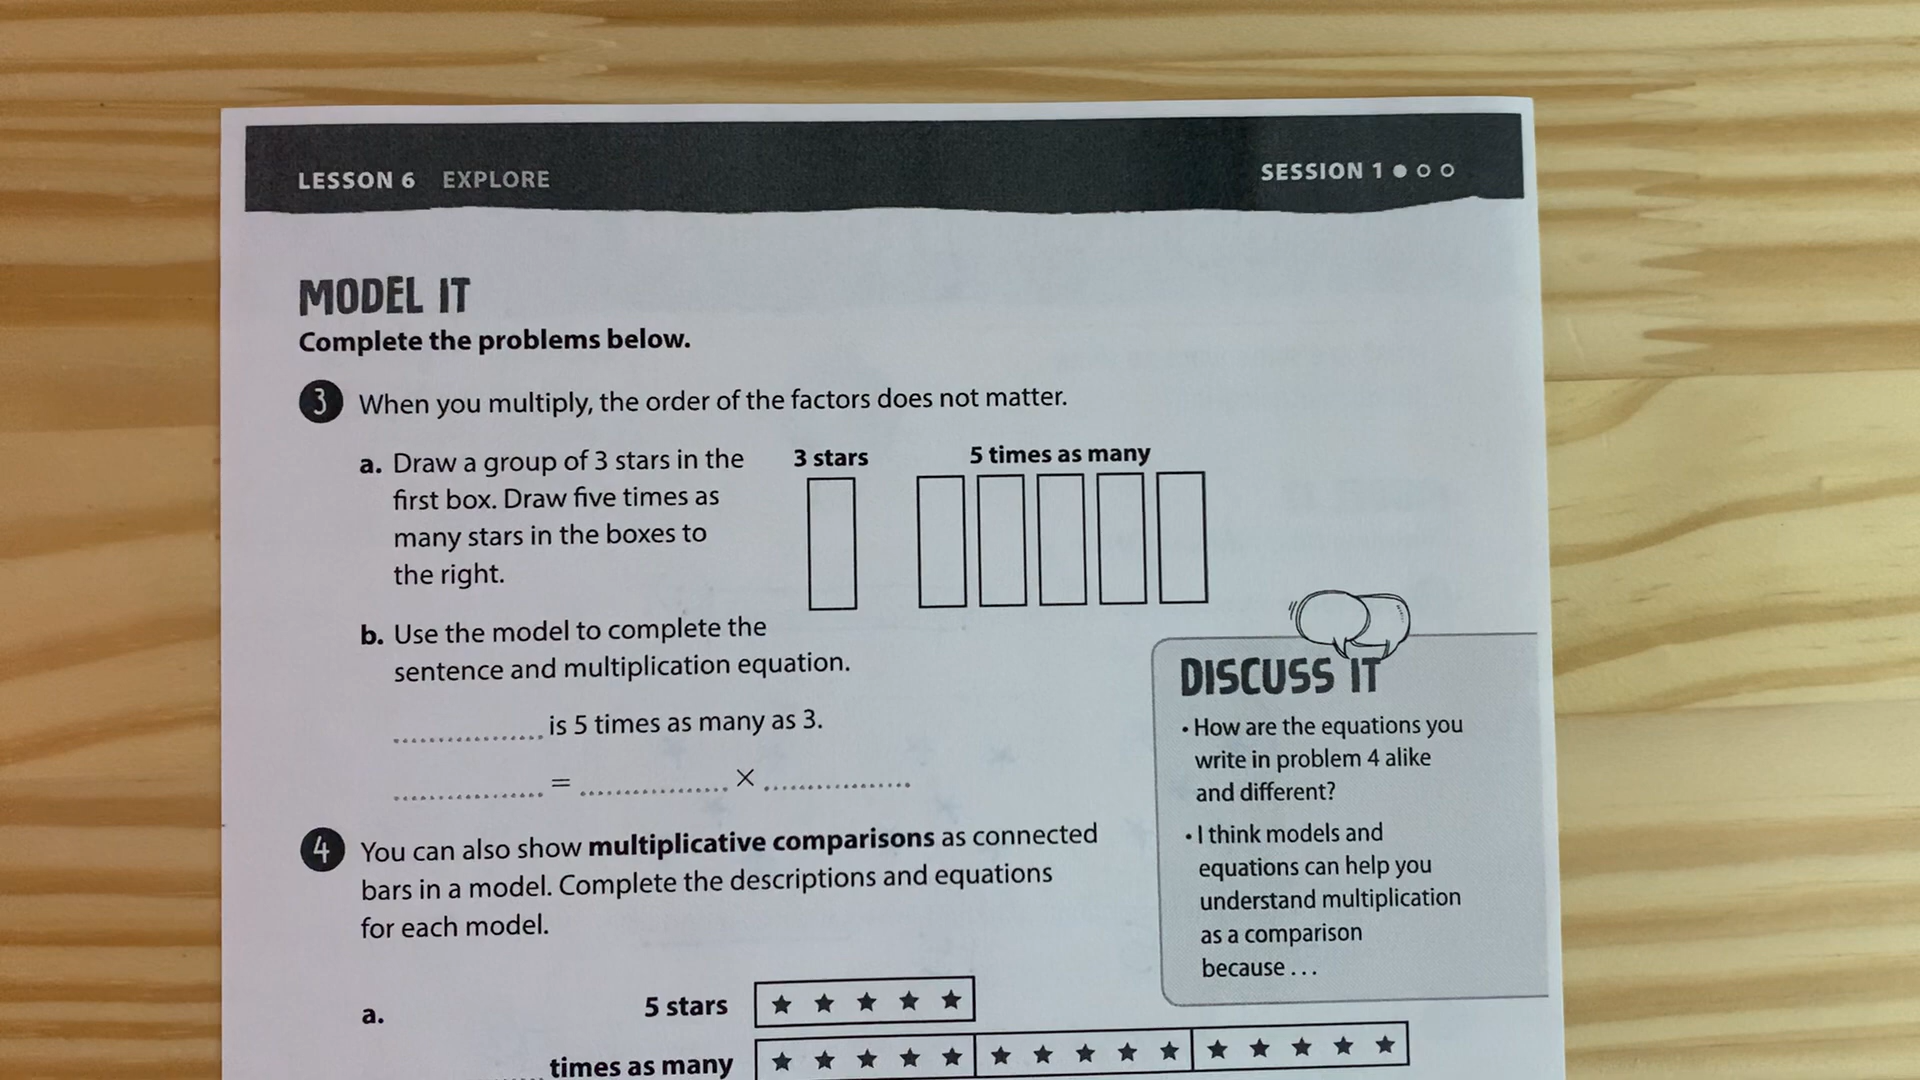 LESSON 6 EXPLORE
SESSION 1
MODEL IT
Complete the problems below.
3 When you multiply, the order of the factors does not matter.
a. Draw a group of 3 stars in the
first box. Draw five times as
many stars in the boxes to
the right.
3 stars
5 times as many
b. Use the model to complete the
sentence and multiplication equation.
is 5 times as many as 3.
= ×
4 You can also show multiplicative comparisons as connected
bars in a model. Complete the descriptions and equations
for each model.
a.
5 stars
times as many
DISCUSS IT
• How are the equations you
write in problem 4 alike
and different?
• I think models and
equations can help you
understand multiplication
as a comparison
because . . .